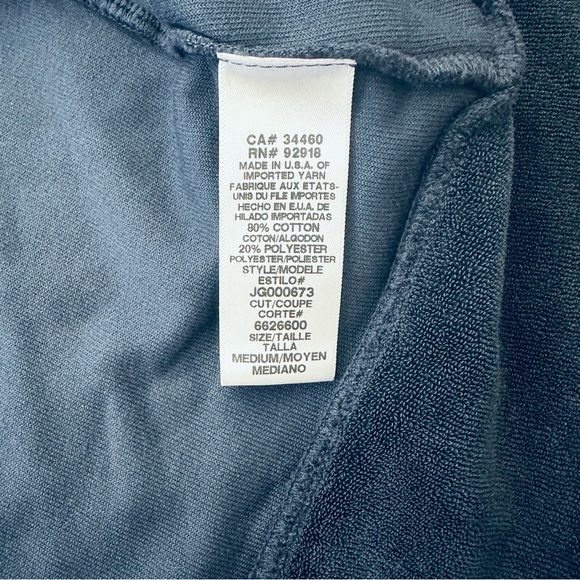 CA# 34460
RN# 92918
MADE IN U.S.A. OF
IMPORTED YARN
FABRIQUE AUX ETATS-
UNIS DU FILE IMPORTES
HECHO EN E.U.A. DE
HILADO IMPORTADAS
80% COTTON
COTON/ALGODON
20% POLYESTER
POLYESTER/POLIESTER
STYLE/MODELE
ESTILO#
JG000673
CUT/COUPE
CORTE#
6626600
SIZE/TAILLE
TALLA
MEDIUM/MOYEN
MEDIANO